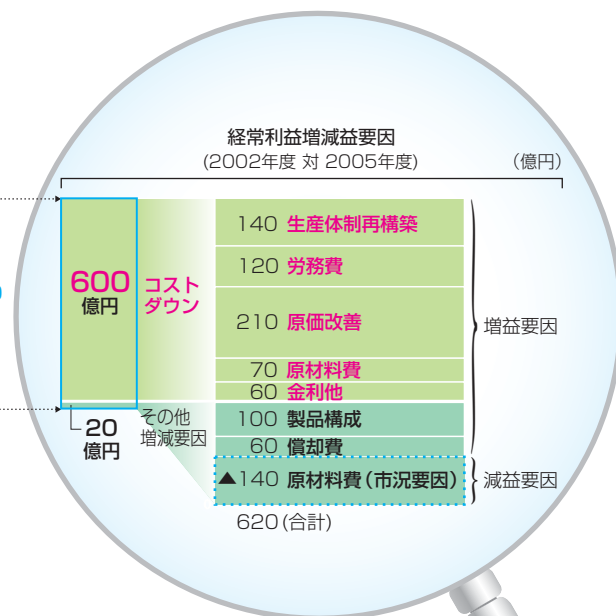 経常利益増減益要因
(2002年度 対 2005年度)
(億円)
600
億円
コスト
ダウン
140 生産体制再構築
120 労務費
210 原価改善
70 原材料費
60 金利他
増益要因
20
億円
その他
増減要因
100 製品構成
60 償却費
▲140 原材料費(市況要因)
減益要因
620(合計)